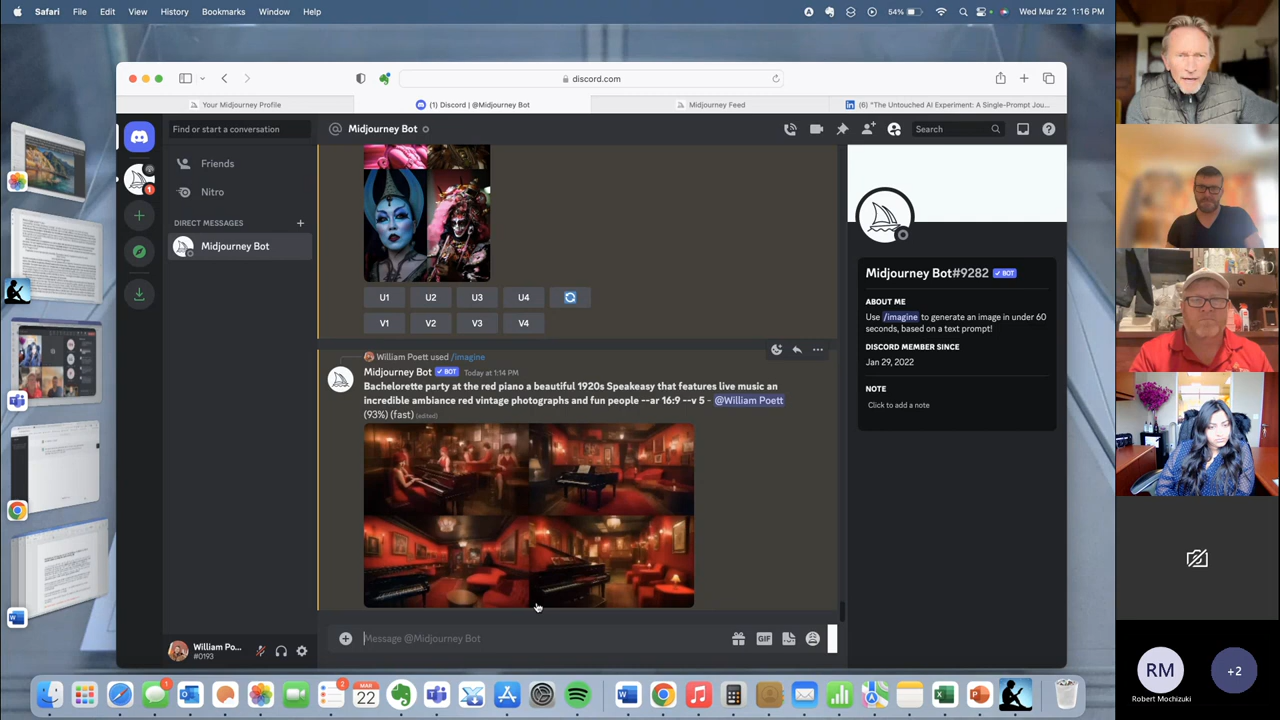 Safari File Edit View History Bookmarks Window Help
54% Wed Mar 22 1:16 PM
discord.com
Your Midjourney Profile
(1) Discord | @Midjourney Bot
Midjourney Feed
(6) "The Untouched AI Experiment: A Single-Prompt Jou...
Find or start a conversation
Midjourney Bot
Search
Friends
Nitro
DIRECT MESSAGES
Midjourney Bot
1
U1 U2 U3 U4
V1 V2 V3 V4
William Poett used /imagine
Midjourney Bot BOT Today at 1:14 PM
Bachelorette party at the red piano a beautiful 1920s Speakeasy that features live music an
incredible ambiance red vintage photographs and fun people --ar 16:9 --v 5 - @William Poett
(93%) (fast) (edited)
Message @Midjourney Bot
GIF
William Po...
#0193
Midjourney Bot#9282 BOT
ABOUT ME
Use /imagine to generate an image in under 60
seconds, based on a text prompt!
DISCORD MEMBER SINCE
Jan 29, 2022
NOTE
Click to add a note
RM
Robert Mochizuki
+2
1
2
MAR
22